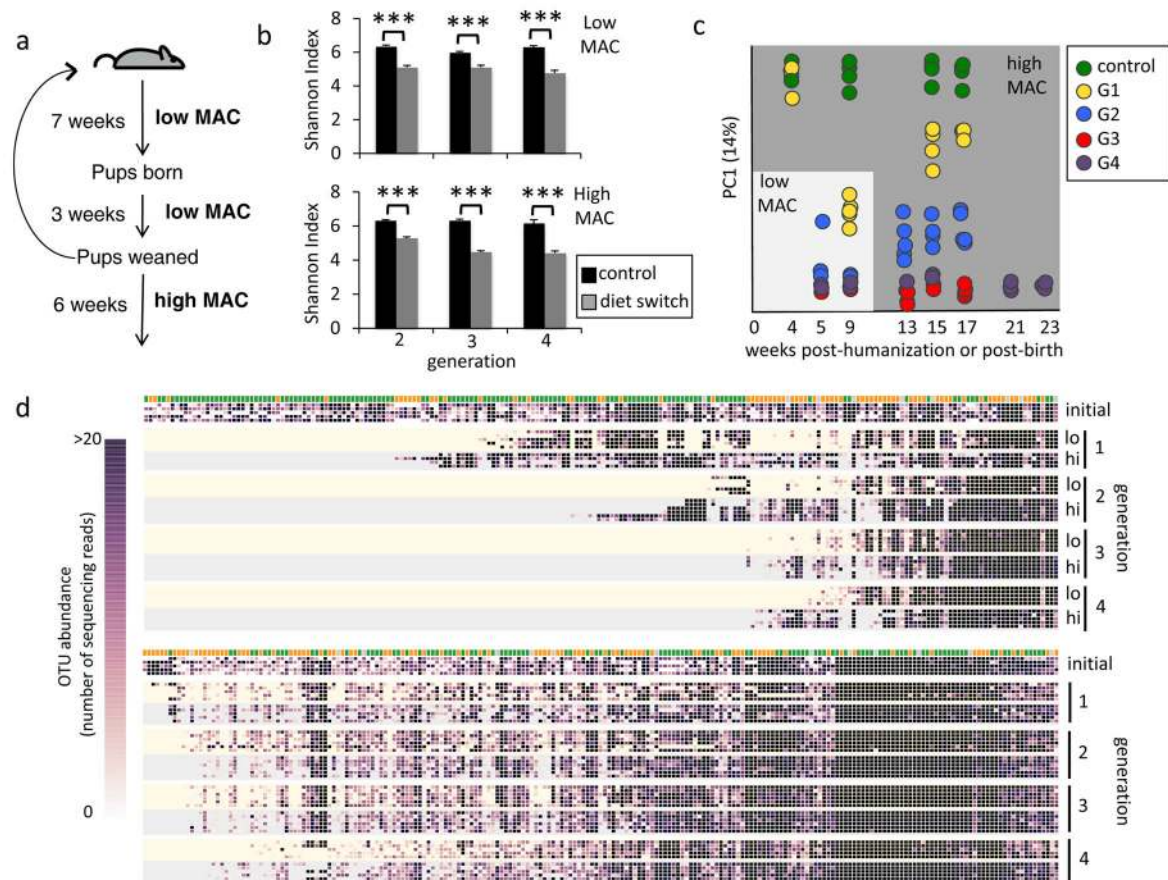 a
7 weeks
low MAC
Pups born
3 weeks
low MAC
Pups weaned
6 weeks
high MAC
b
Shannon Index
8
6
4
2
0
***
***
***
Low
MAC
Shannon Index
8
6
4
2
0
***
***
***
High
MAC
2
3
4
generation
control
diet switch
c
PC1 (14%)
high
MAC
low
MAC
0
4
5
9
13
15
17
21
23
weeks post-humanization or post-birth
control
G1
G2
G3
G4
d
>20
OTU abundance
(number of sequencing reads)
0
initial
lo
hi
1
lo
hi
2
lo
hi
3
lo
hi
4
generation
initial
1
2
3
4
generation